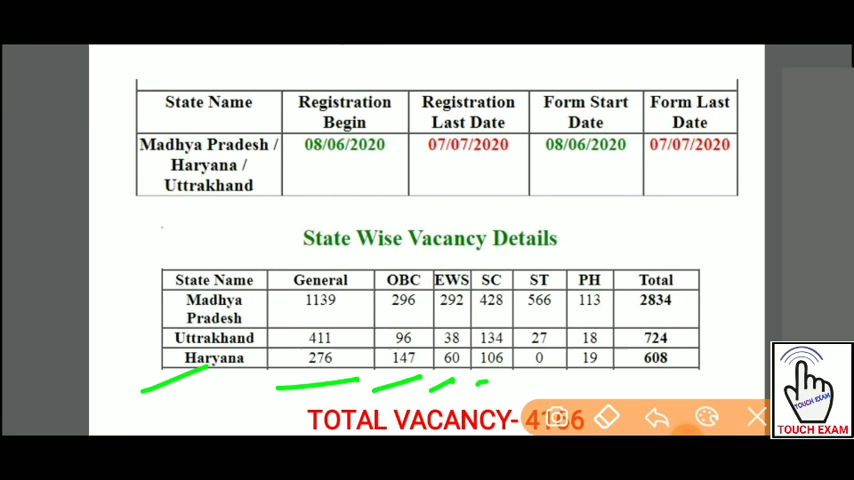 State Name Registration Begin Registration Last Date Form Start Date Form Last Date
Madhya Pradesh / Haryana / Uttrakhand 08/06/2020 07/07/2020 08/06/2020 07/07/2020
State Wise Vacancy Details
State Name General OBC EWS SC ST PH Total
Madhya Pradesh 1139 296 292 428 566 113 2834
Uttrakhand 411 96 38 134 27 18 724
Haryana 276 147 60 106 0 19 608
TOTAL VACANCY-
TOUCH EXAM
TOUCH EXAM